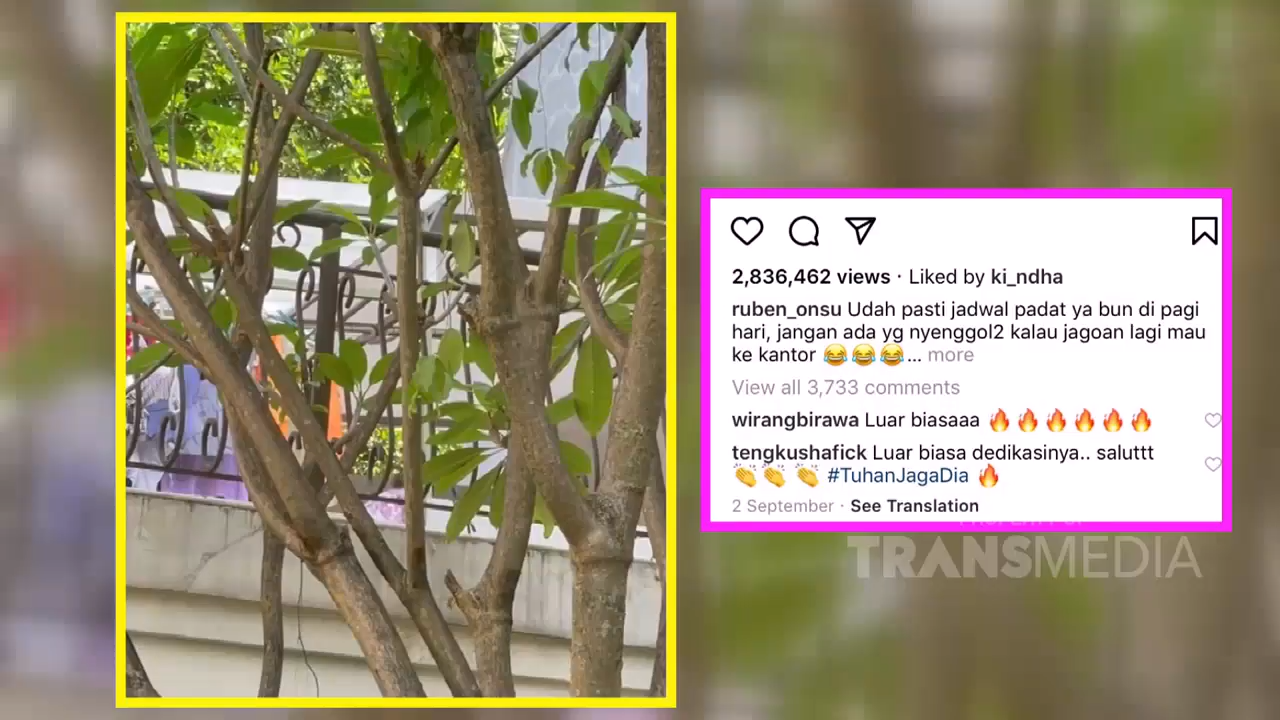 2,836,462 views · Liked by ki_ndha
ruben_onsu Udah pasti jadwal padat ya bun di pagi
hari, jangan ada yg nyenggol2 kalau jagoan lagi mau
ke kantor 😂😂😂... more
View all 3,733 comments
wirangbirawa Luar biasaaa 🔥🔥🔥🔥🔥🔥
tengkushafick Luar biasa dedikasinya.. saluttt
👏👏👏 #TuhanJagaDia 🔥
2 September · See Translation
PROPERTY OF
TRANSMEDIA